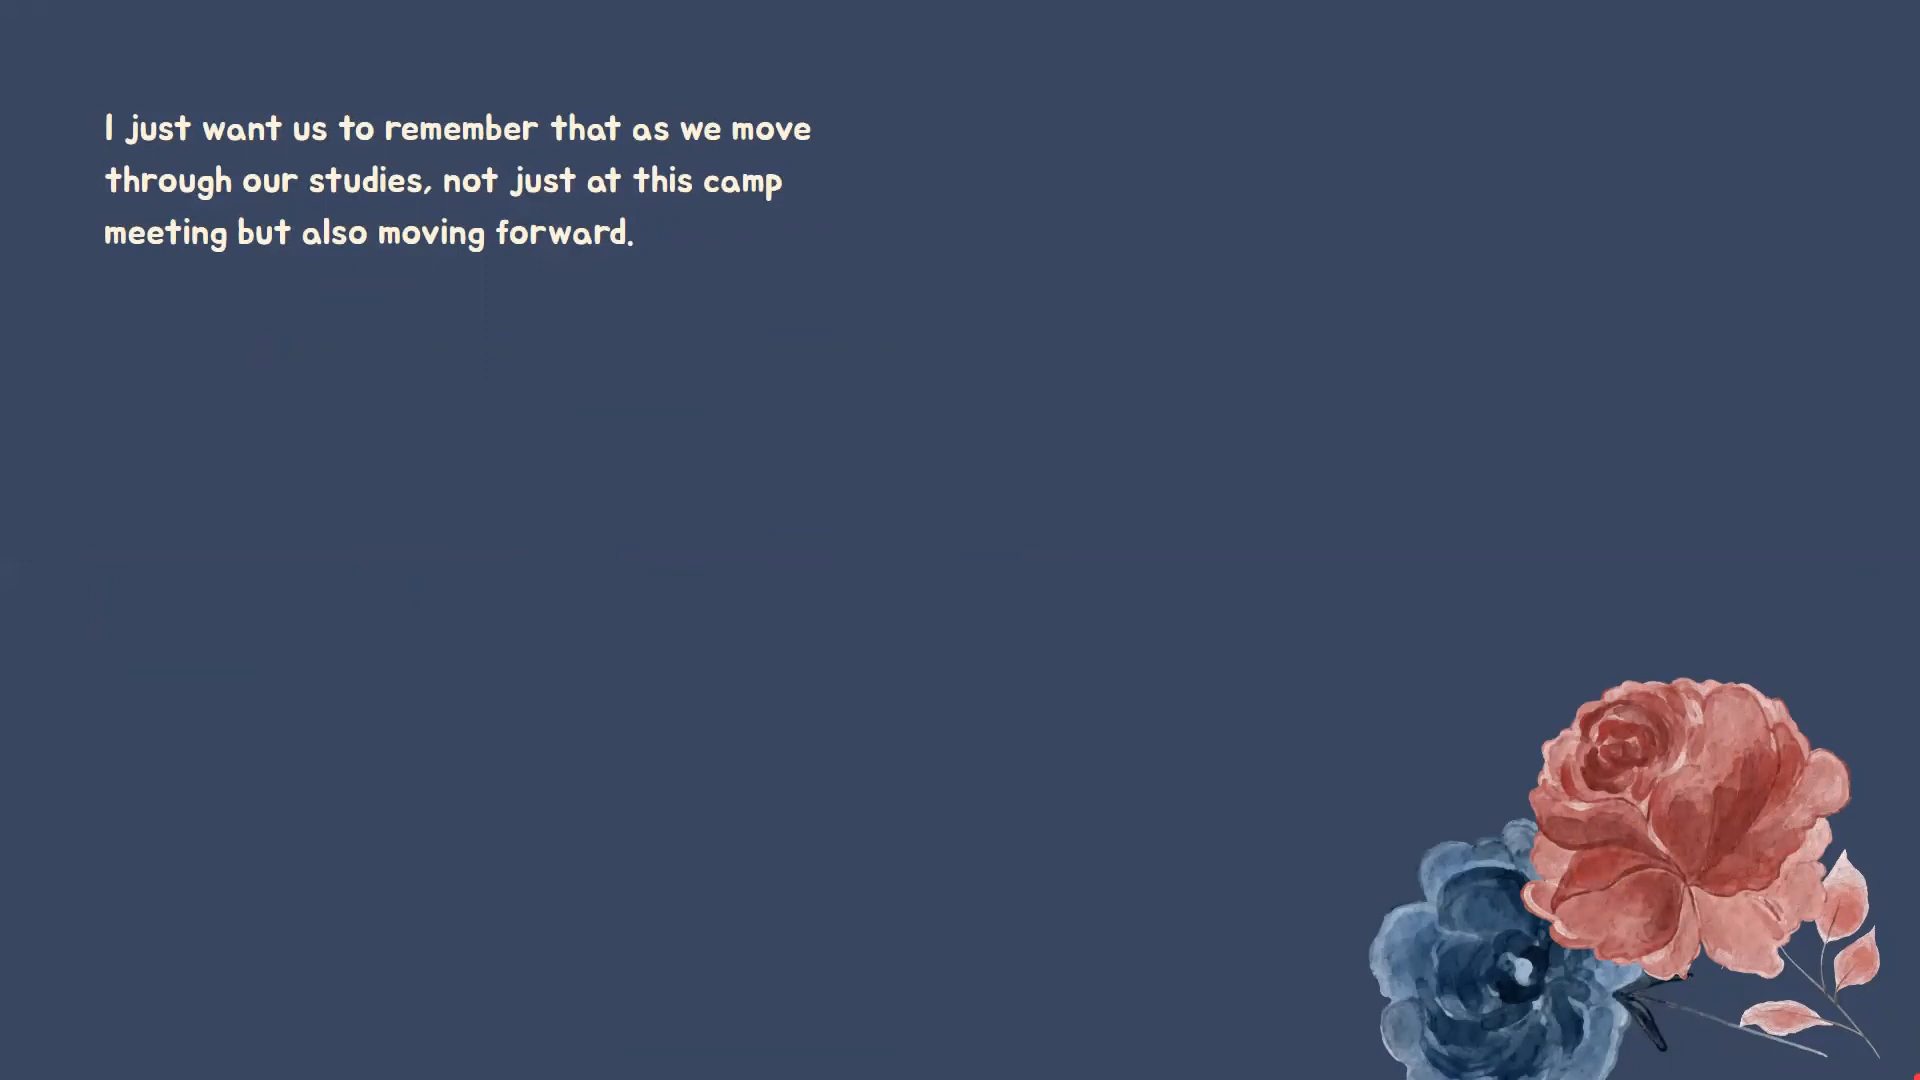 I just want us to remember that as we move
through our studies, not just at this camp
meeting but also moving forward.